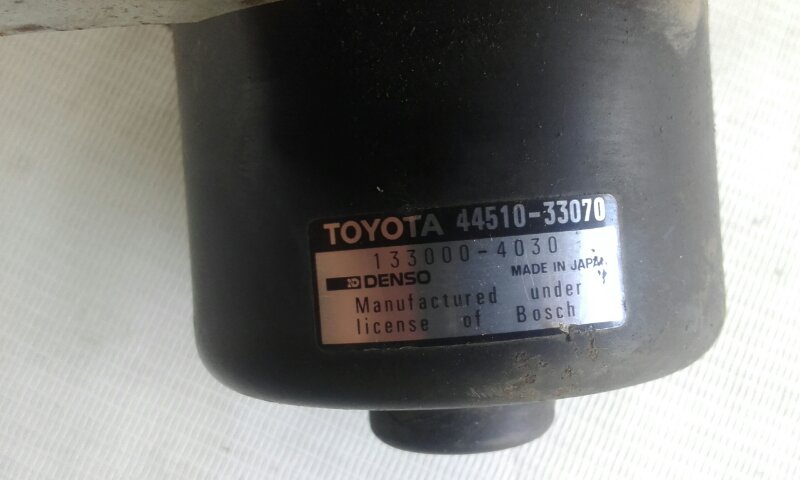 TOYOTA 44510-33070
133000-4030
DENSO MADE IN JAPAN
Manufactured under
license of Bosch